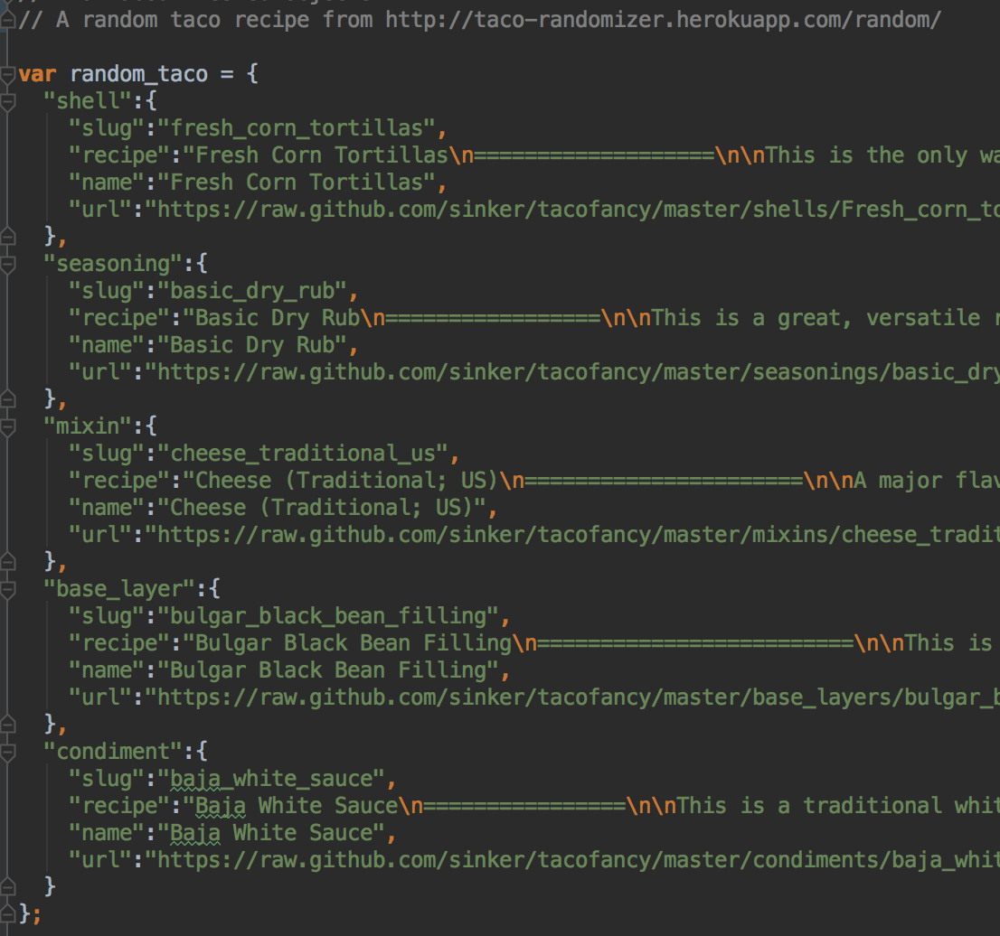 // A random taco recipe from http://taco-randomizer.herokuapp.com/random/
var random_taco = {
"shell":{
"slug":"fresh_corn_tortillas",
"recipe":"Fresh Corn Tortillas\n===================\n\nThis is the only wa
"name":"Fresh Corn Tortillas",
"url":"https://raw.github.com/sinker/tacofancy/master/shells/Fresh_corn_to
},
"seasoning":{
"slug":"basic_dry_rub",
"recipe":"Basic Dry Rub\n=================\n\nThis is a great, versatile r
"name":"Basic Dry Rub",
"url":"https://raw.github.com/sinker/tacofancy/master/seasonings/basic_dry
},
"mixin":{
"slug":"cheese_traditional_us",
"recipe":"Cheese (Traditional; US)\n======================\n\nA major flav
"name":"Cheese (Traditional; US)",
"url":"https://raw.github.com/sinker/tacofancy/master/mixins/cheese_tradit
},
"base_layer":{
"slug":"bulgar_black_bean_filling",
"recipe":"Bulgar Black Bean Filling\n=========================\n\nThis is
"name":"Bulgar Black Bean Filling",
"url":"https://raw.github.com/sinker/tacofancy/master/base_layers/bulgar_b
},
"condiment":{
"slug":"baja_white_sauce",
"recipe":"Baja White Sauce\n================\n\nThis is a traditional whit
"name":"Baja White Sauce",
"url":"https://raw.github.com/sinker/tacofancy/master/condiments/baja_whit
}
};